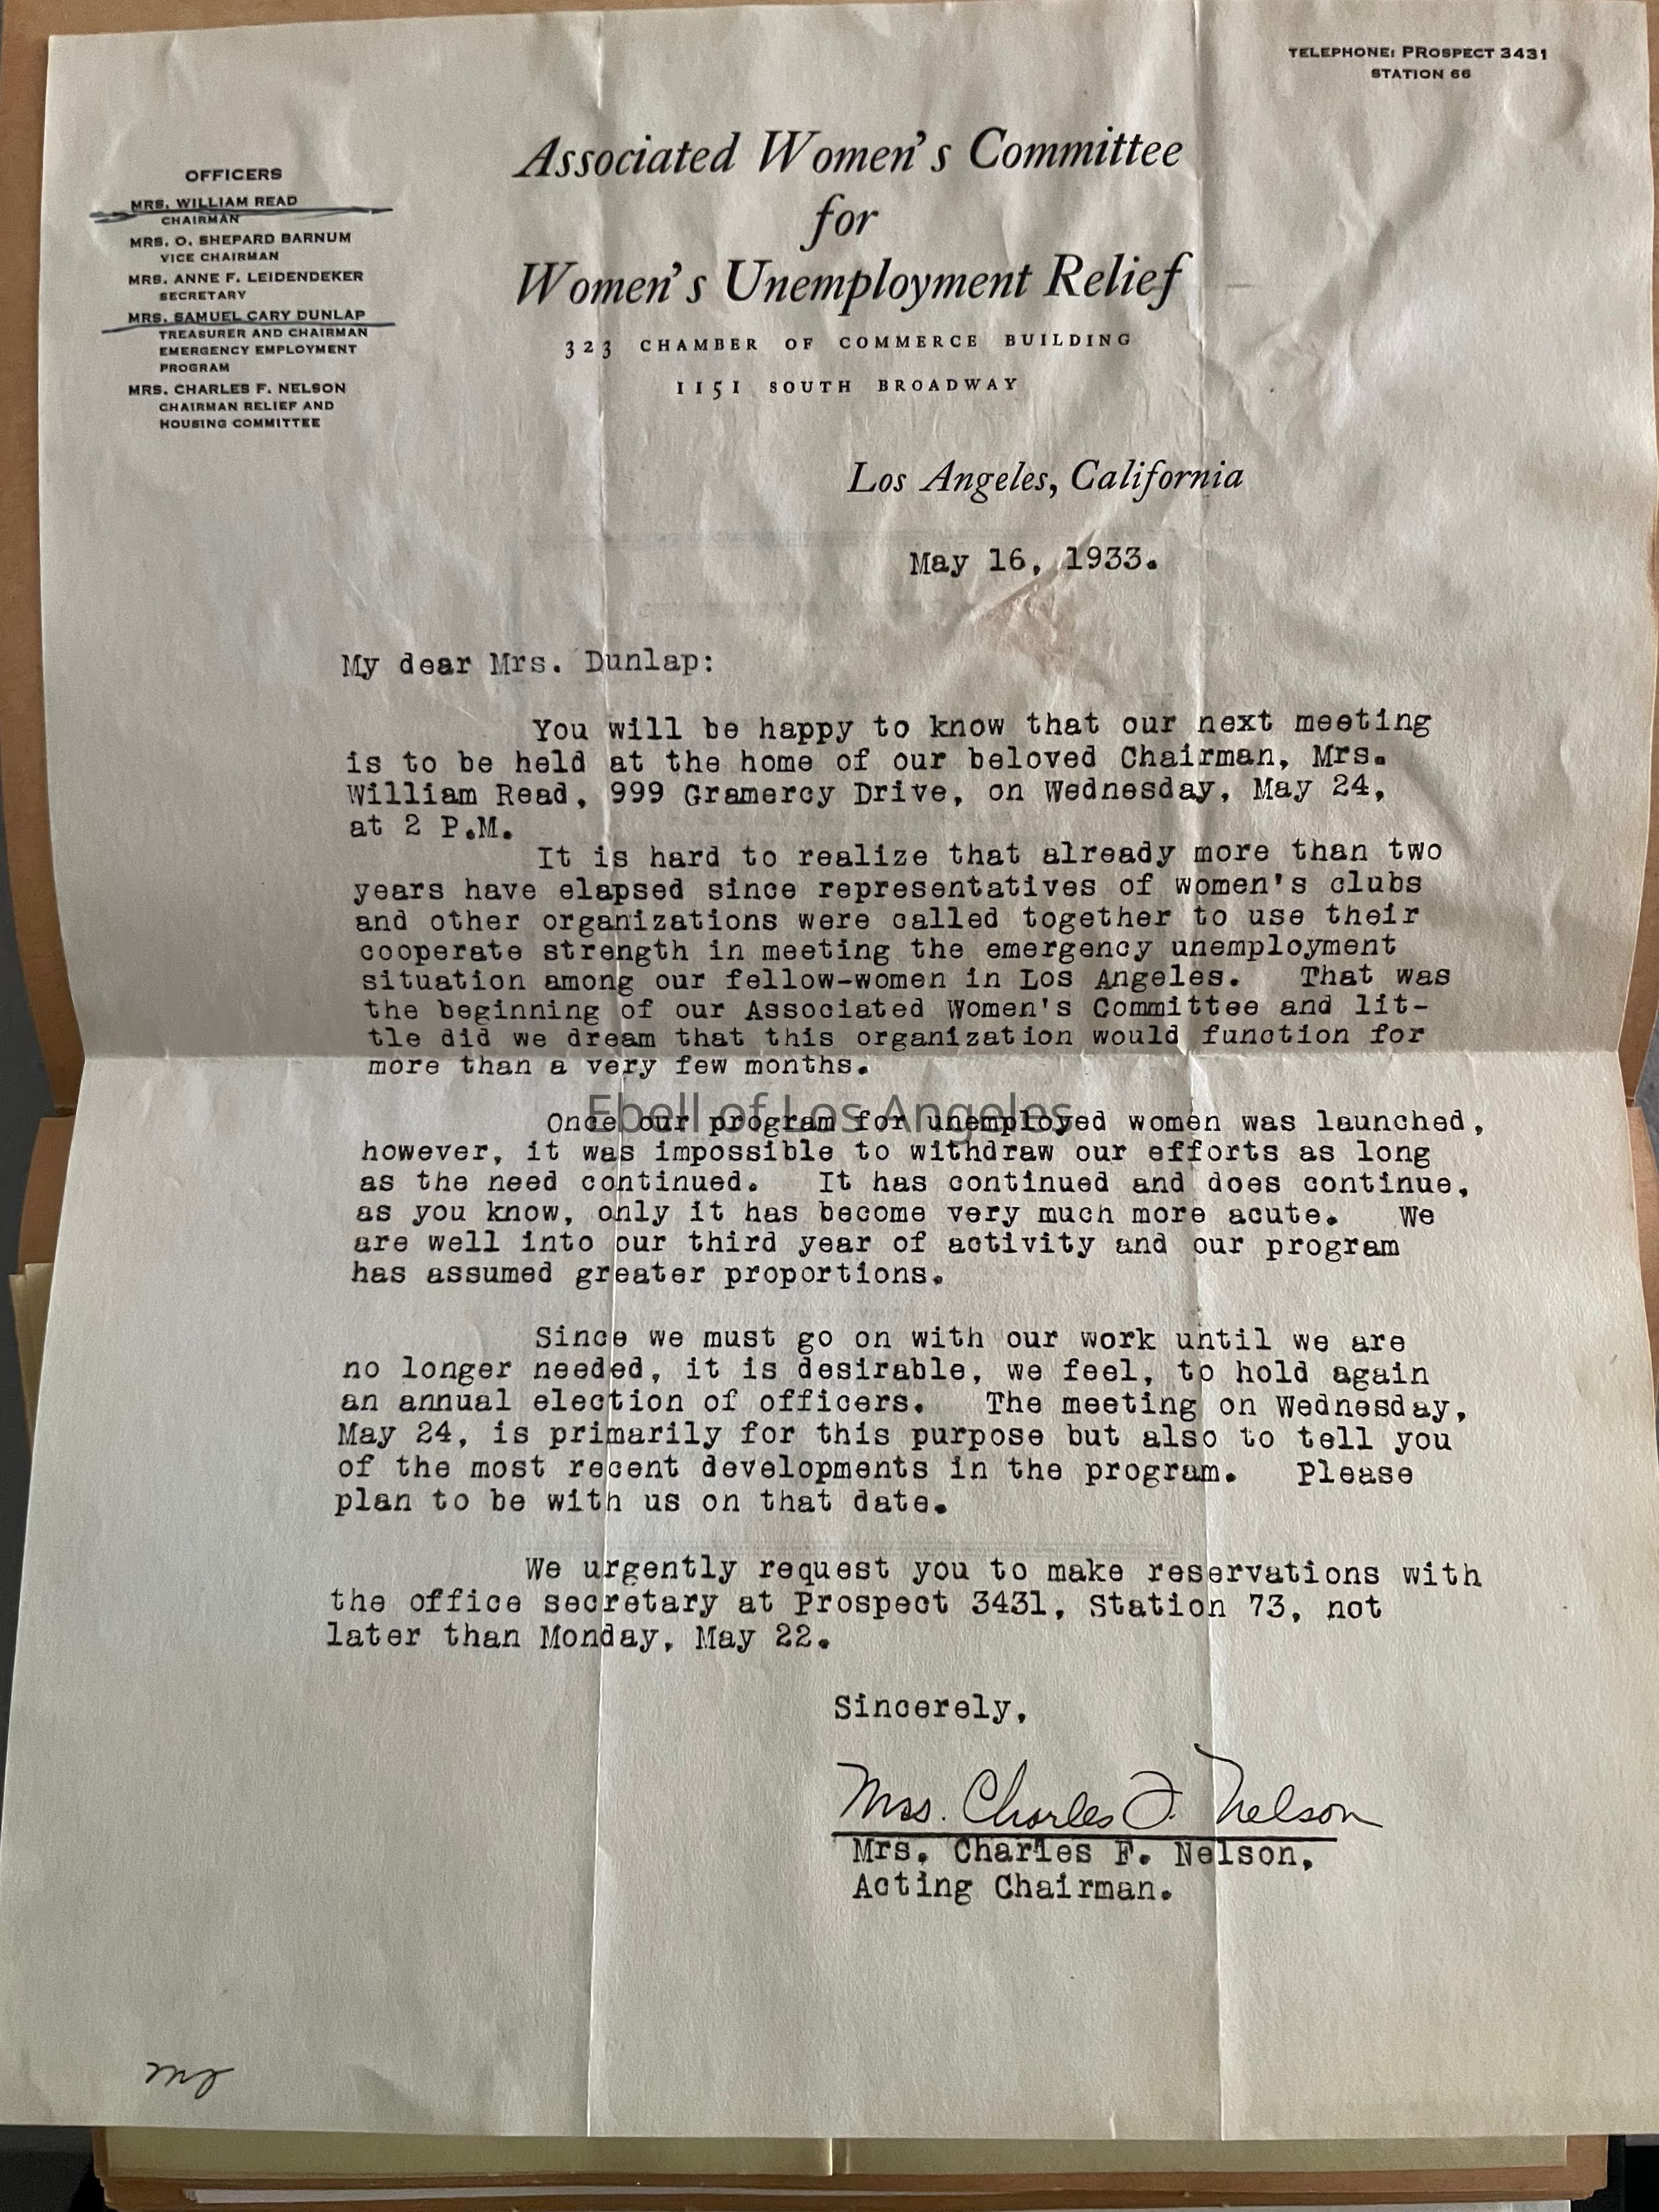 TELEPHONE: PROSPECT 3431
STATION 66
Associated Women's Committee
for
Women's Unemployment Relief
323 CHAMBER OF COMMERCE BUILDING
1151 SOUTH BROADWAY
Los Angeles, California
OFFICERS
MRS. WILLIAM READ
CHAIRMAN
MRS. O. SHEPARD BARNUM
VICE CHAIRMAN
MRS. ANNE F. LEIDENDEKER
SECRETARY
MRS. SAMUEL CARY DUNLAP
TREASURER AND CHAIRMAN
EMERGENCY EMPLOYMENT
PROGRAM
MRS. CHARLES F. NELSON
CHAIRMAN RELIEF AND
HOUSING COMMITTEE
May 16, 1933.
My dear Mrs. Dunlap:
You will be happy to know that our next meeting
is to be held at the home of our beloved Chairman, Mrs.
William Read, 999 Gramercy Drive, on Wednesday, May 24,
at 2 P.M.
It is hard to realize that already more than two
years have elapsed since representatives of women's clubs
and other organizations were called together to use their
cooperate strength in meeting the emergency unemployment
situation among our fellow-women in Los Angeles. That was
the beginning of our Associated Women's Committee and lit-
tle did we dream that this organization would function for
more than a very few months.
Ebell of Los Angeles
Once our program for unemployed women was launched,
however, it was impossible to withdraw our efforts as long
as the need continued. It has continued and does continue,
as you know, only it has become very much more acute. We
are well into our third year of activity and our program
has assumed greater proportions.
Since we must go on with our work until we are
no longer needed, it is desirable, we feel, to hold again
an annual election of officers. The meeting on Wednesday,
May 24, is primarily for this purpose but also to tell you
of the most recent developments in the program. Please
plan to be with us on that date.
We urgently request you to make reservations with
the office secretary at Prospect 3431, Station 73, not
later than Monday, May 22.
Sincerely,
Mrs. Charles F. Nelson
Mrs. Charles F. Nelson,
Acting Chairman.